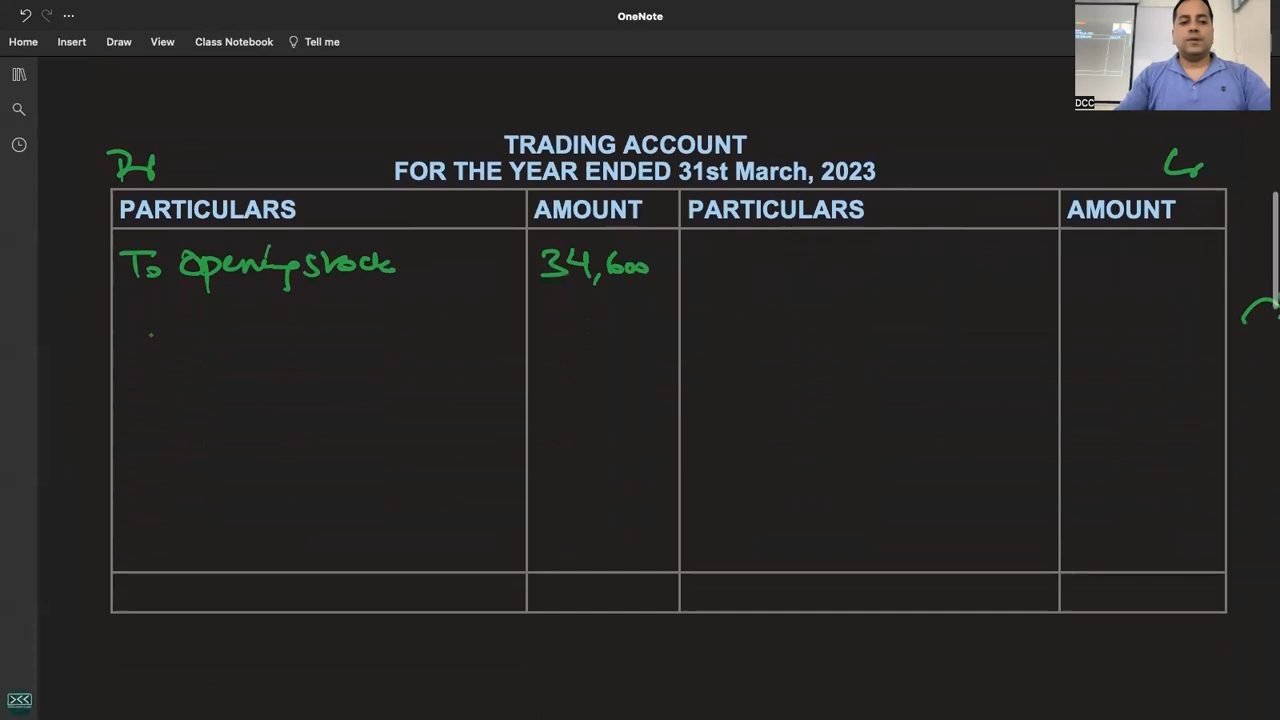 OneNote
Home Insert Draw View Class Notebook Tell me
DCC
TRADING ACCOUNT
Dr Cr
FOR THE YEAR ENDED 31st March, 2023
PARTICULARS AMOUNT PARTICULARS AMOUNT
To Opening stock 34,600